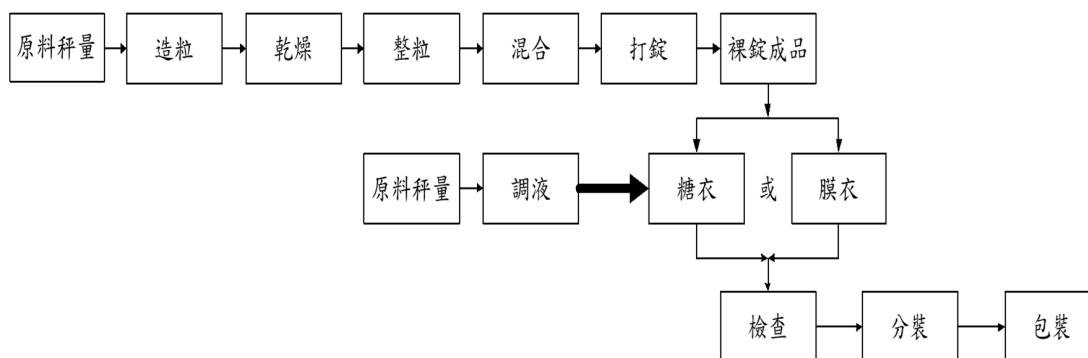 原料秤量
造粒
乾燥
整粒
混合
打錠
裸錠成品
原料秤量
調液
糖衣
或
膜衣
檢查
分裝
包裝